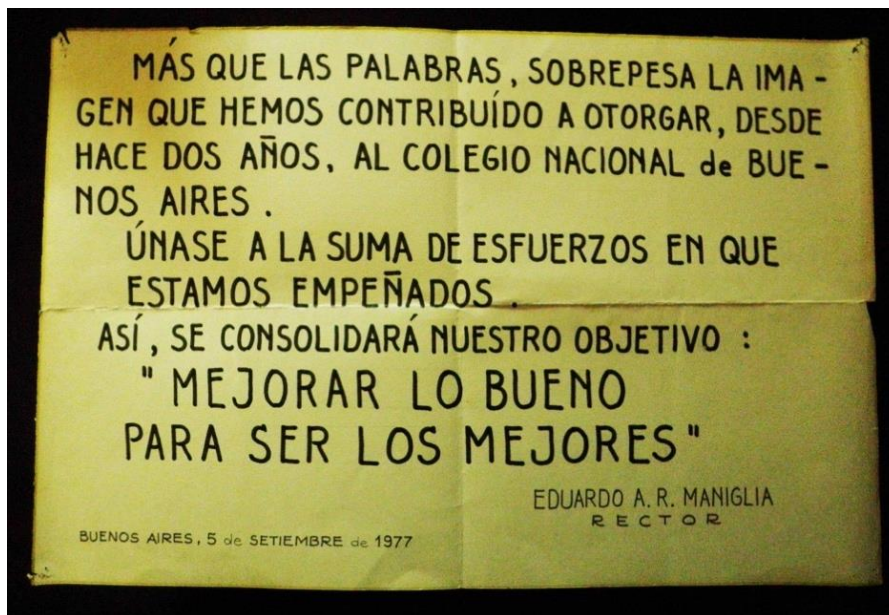 MÁS QUE LAS PALABRAS, SOBREPESA LA IMA-
GEN QUE HEMOS CONTRIBUÍDO A OTORGAR, DESDE
HACE DOS AÑOS, AL COLEGIO NACIONAL de BUE-
NOS AIRES.
ÚNASE A LA SUMA DE ESFUERZOS EN QUE
ESTAMOS EMPEÑADOS.
ASÍ, SE CONSOLIDARÁ NUESTRO OBJETIVO:
"MEJORAR LO BUENO
PARA SER LOS MEJORES"
EDUARDO A. R. MANIGLIA
RECTOR
BUENOS AIRES, 5 de SETIEMBRE de 1977